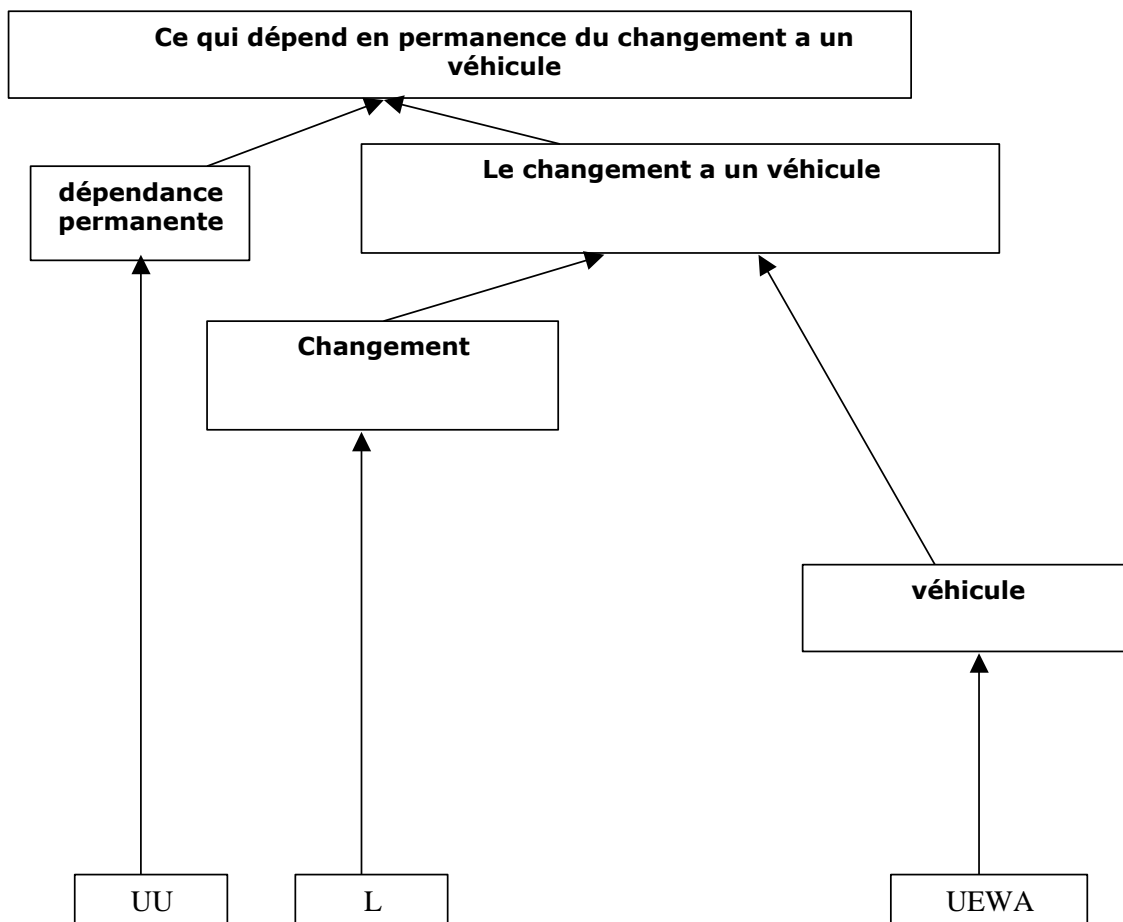 Ce qui dépend en permanence du changement a un
véhicule
Le changement a un véhicule
dépendance
permanente
Changement
véhicule
UU
L
UEWA